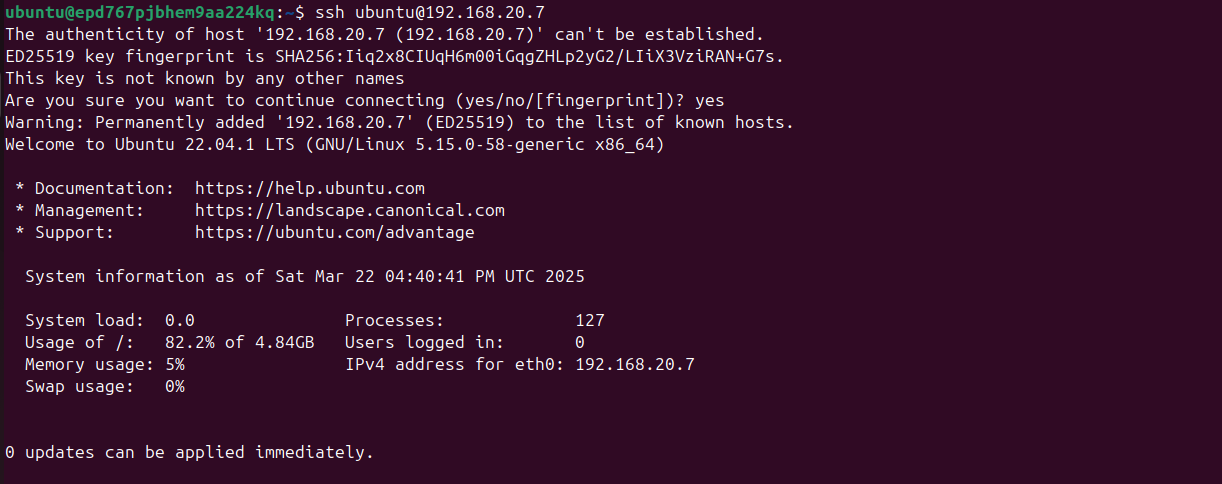 ubuntu@epd767pjbhem9aa224kq:~$ ssh ubuntu@192.168.20.7
The authenticity of host '192.168.20.7 (192.168.20.7)' can't be established.
ED25519 key fingerprint is SHA256:Iiq2x8CIUqH6m00iGqgZHLp2yG2/LIiX3VziRAN+G7s.
This key is not known by any other names
Are you sure you want to continue connecting (yes/no/[fingerprint])? yes
Warning: Permanently added '192.168.20.7' (ED25519) to the list of known hosts.
Welcome to Ubuntu 22.04.1 LTS (GNU/Linux 5.15.0-58-generic x86_64)
 * Documentation:  https://help.ubuntu.com
 * Management:     https://landscape.canonical.com
 * Support:        https://ubuntu.com/advantage
  System information as of Sat Mar 22 04:40:41 PM UTC 2025
  System load:  0.0               Processes:             127
  Usage of /:   82.2% of 4.84GB   Users logged in:       0
  Memory usage: 5%                IPv4 address for eth0: 192.168.20.7
  Swap usage:   0%
0 updates can be applied immediately.